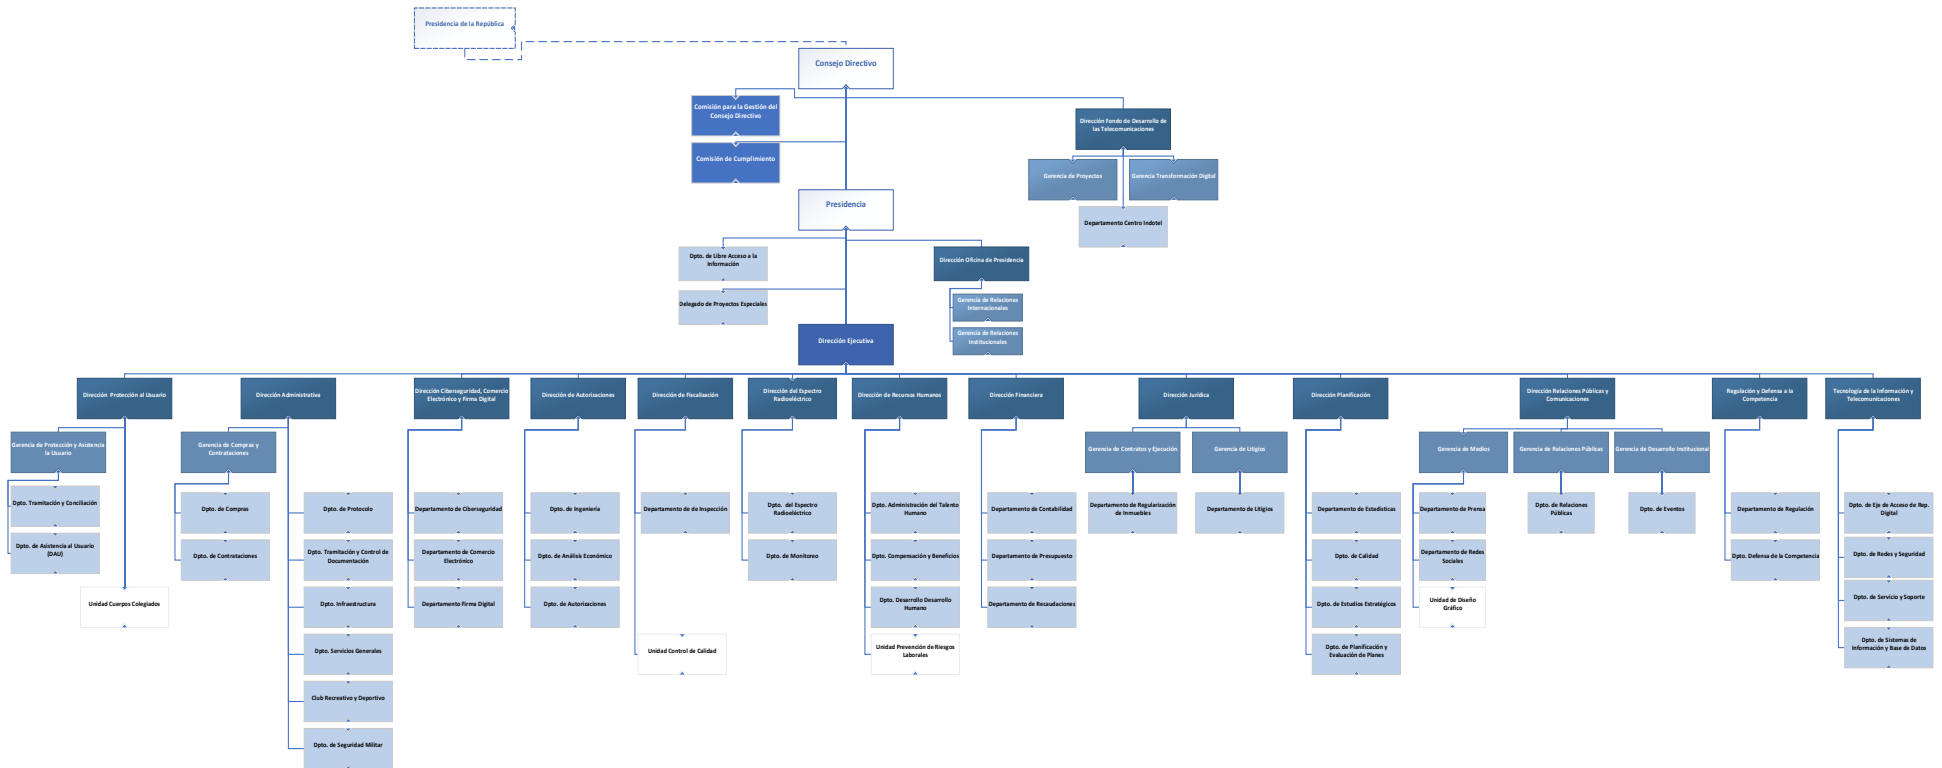 Presidencia de la República
Consejo Directivo
Comisión para la Gestión del
Consejo Directivo
Dirección Fondo de Desarrollo de
las Telecomunicaciones
Comisión de Cumplimiento
Gerencia de Proyectos
Gerencia Transformación Digital
Presidencia
Departamento Centro Indotel
Dpto. de Libre Acceso a la
Información
Dirección Oficina de Presidencia
Delegado de Proyectos Especiales
Gerencia de Relaciones
Internacionales
Gerencia de Relaciones
Institucionales
Dirección Ejecutiva
Dirección Protección al Usuario
Dirección Administrativa
Dirección Ciberseguridad, Comercio
Electrónico y Firma Digital
Dirección de Autorizaciones
Dirección de Fiscalización
Dirección del Espectro
Radioeléctrico
Dirección de Recursos Humanos
Dirección Financiera
Dirección Jurídica
Dirección Planificación
Dirección Relaciones Públicas y
Comunicaciones
Regulación y Defensa a la
Competencia
Tecnología de la Información y
Telecomunicaciones
Gerencia de Protección y Asistencia
la Usuario
Gerencia de Compras y
Contrataciones
Gerencia de Contratos y Ejecución
Gerencia de Litigios
Gerencia de Medios
Gerencia de Relaciones Públicas
Gerencia de Desarrollo Institucional
Dpto. Tramitación y Conciliación
Dpto. de Compras
Dpto. de Protocolo
Departamento de Ciberseguridad
Dpto. de Ingeniería
Departamento de de Inspección
Dpto. del Espectro
Radioeléctrico
Dpto. Administración del Talento
Humano
Departamento de Contabilidad
Departamento de Regularización
de Inmuebles
Departamento de Litigios
Departamento de Estadísticas
Departamento de Prensa
Dpto. de Relaciones
Públicas
Dpto. de Eventos
Departamento de Regulación
Dpto. de Eje de Acceso de Rep.
Digital
Dpto. de Asistencia al Usuario
(DAU)
Dpto. de Contrataciones
Dpto. Tramitación y Control de
Documentación
Departamento de Comercio
Electrónico
Dpto. de Análisis Económico
Dpto. de Monitoreo
Dpto. Compensación y Beneficios
Departamento de Presupuesto
Dpto. de Calidad
Departamento de Redes
Sociales
Dpto. Defensa de la Competencia
Dpto. de Redes y Seguridad
Unidad Cuerpos Colegiados
Dpto. Infraestructura
Departamento Firma Digital
Dpto. de Autorizaciones
Dpto. Desarrollo Desarrollo
Humano
Departamento de Recaudaciones
Dpto. de Estudios Estratégicos
Unidad de Diseño
Gráfico
Dpto. de Servicio y Soporte
Dpto. Servicios Generales
Unidad Control de Calidad
Unidad Prevención de Riesgos
Laborales
Dpto. de Planificación y
Evaluación de Planes
Dpto. de Sistemas de
Información y Base de Datos
Club Recreativo y Deportivo
Dpto. de Seguridad Militar